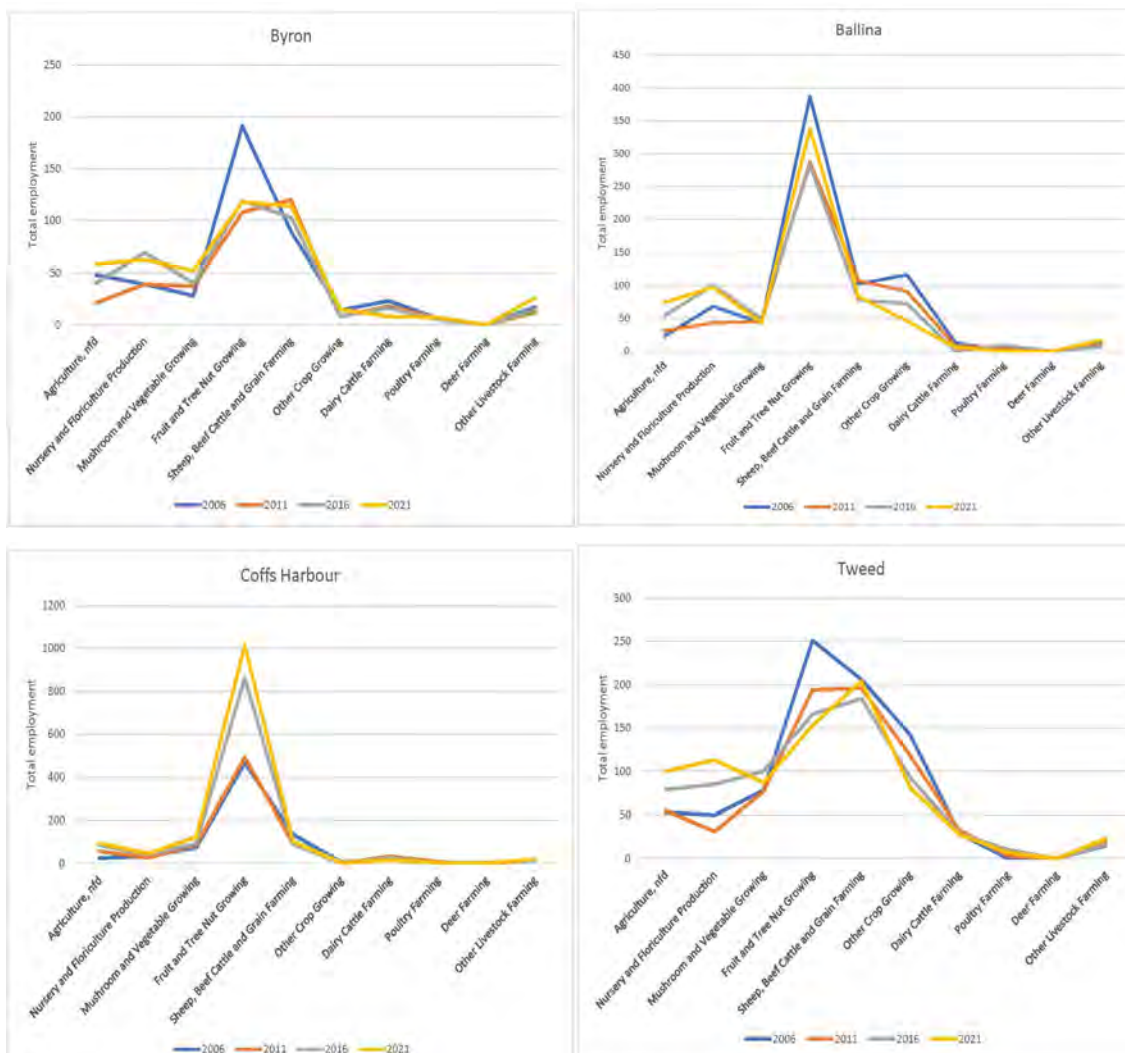 Byron
250
200
150
100
50
0
Total employment
Agriculture, nfd
Nursery and Floriculture Production
Mushroom and Vegetable Growing
Fruit and Tree Nut Growing
Sheep, Beef Cattle and Grain Farming
Other Crop Growing
Dairy Cattle Farming
Poultry Farming
Deer Farming
Other Livestock Farming
2006 2011 2016 2021
Ballina
450
400
350
300
250
200
150
100
50
0
Total employment
Agriculture, nfd
Nursery and Floriculture Production
Mushroom and Vegetable Growing
Fruit and Tree Nut Growing
Sheep, Beef Cattle and Grain Farming
Other Crop Growing
Dairy Cattle Farming
Poultry Farming
Deer Farming
Other Livestock Farming
2006 2011 2016 2021
Coffs Harbour
1200
1000
800
600
400
200
0
Total employment
Agriculture, nfd
Nursery and Floriculture Production
Mushroom and Vegetable Growing
Fruit and Tree Nut Growing
Sheep, Beef Cattle and Grain Farming
Other Crop Growing
Dairy Cattle Farming
Poultry Farming
Deer Farming
Other Livestock Farming
2006 2011 2016 2021
Tweed
300
250
200
150
100
50
0
Total employment
Agriculture, nfd
Nursery and Floriculture Production
Mushroom and Vegetable Growing
Fruit and Tree Nut Growing
Sheep, Beef Cattle and Grain Farming
Other Crop Growing
Dairy Cattle Farming
Poultry Farming
Deer Farming
Other Livestock Farming
2006 2011 2016 2021